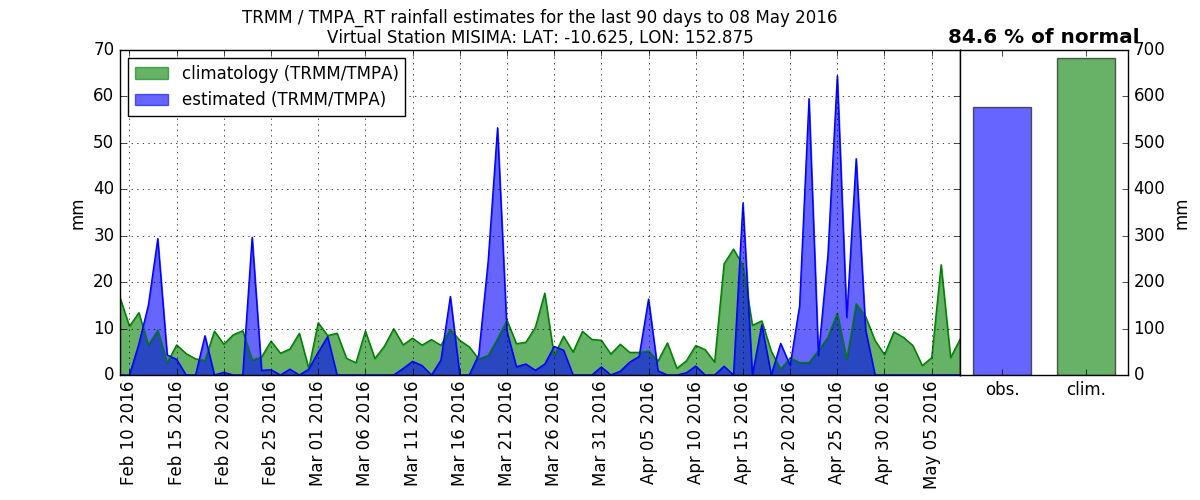 TRMM / TMPA_RT rainfall estimates for the last 90 days to 08 May 2016
Virtual Station MISIMA: LAT: -10.625, LON: 152.875
84.6 % of normal
climatology (TRMM/TMPA)
estimated (TRMM/TMPA)
70
60
50
40
30
20
10
0
mm
Feb 10 2016
Feb 15 2016
Feb 20 2016
Feb 25 2016
Mar 01 2016
Mar 06 2016
Mar 11 2016
Mar 16 2016
Mar 21 2016
Mar 26 2016
Mar 31 2016
Apr 05 2016
Apr 10 2016
Apr 15 2016
Apr 20 2016
Apr 25 2016
Apr 30 2016
May 05 2016
700
600
500
400
300
200
100
0
mm
obs.
clim.